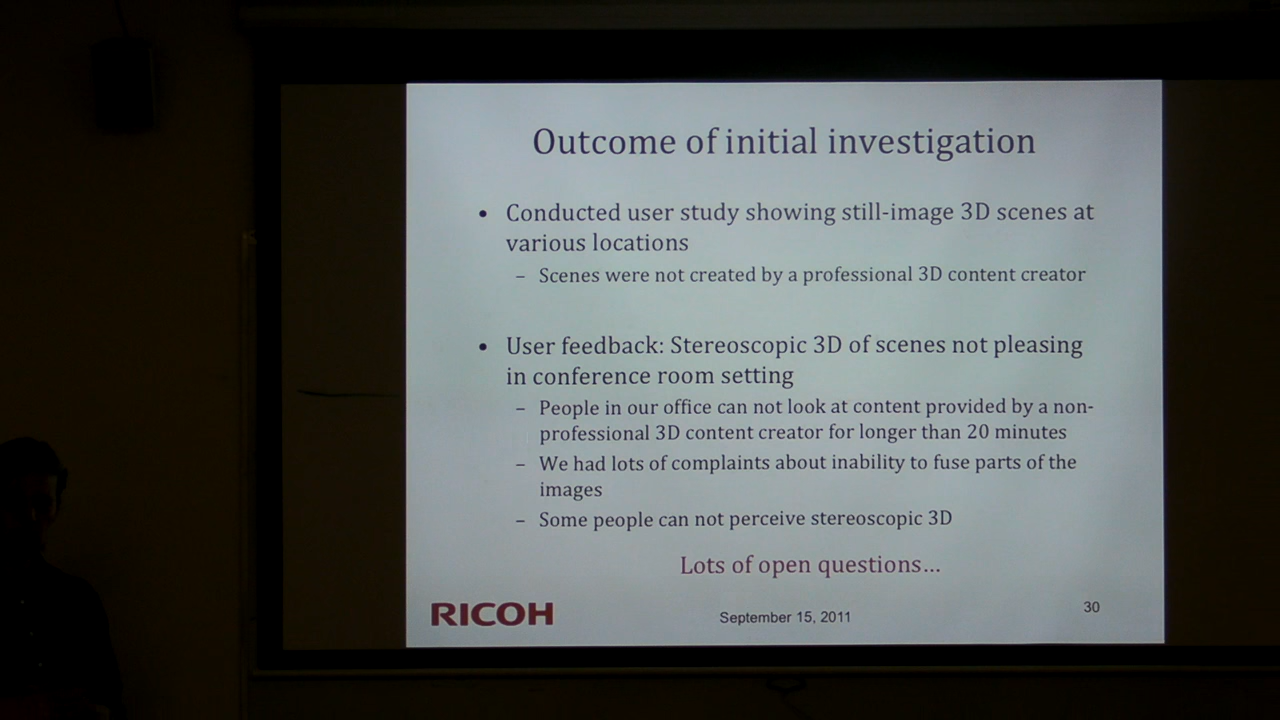 Outcome of initial investigation
• Conducted user study showing still-image 3D scenes at
various locations
– Scenes were not created by a professional 3D content creator
• User feedback: Stereoscopic 3D of scenes not pleasing
in conference room setting
– People in our office can not look at content provided by a non-
professional 3D content creator for longer than 20 minutes
– We had lots of complaints about inability to fuse parts of the
images
– Some people can not perceive stereoscopic 3D
Lots of open questions…
RICOH
September 15, 2011
30